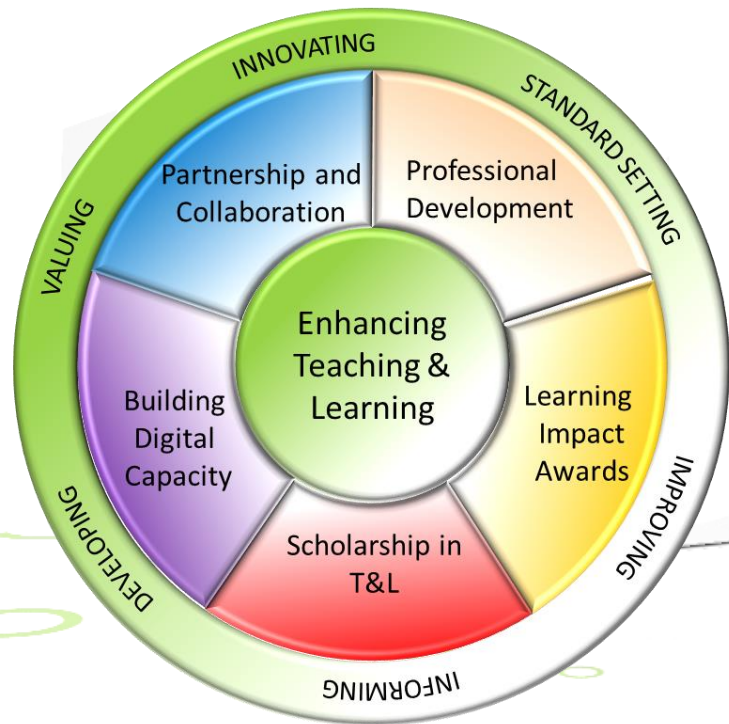 INNOVATING
STANDARD SETTING
IMPROVING
INFORMING
DEVELOPING
VALUING
Partnership and
Collaboration
Professional
Development
Learning
Impact
Awards
Scholarship in
T&L
Building
Digital
Capacity
Enhancing
Teaching &
Learning